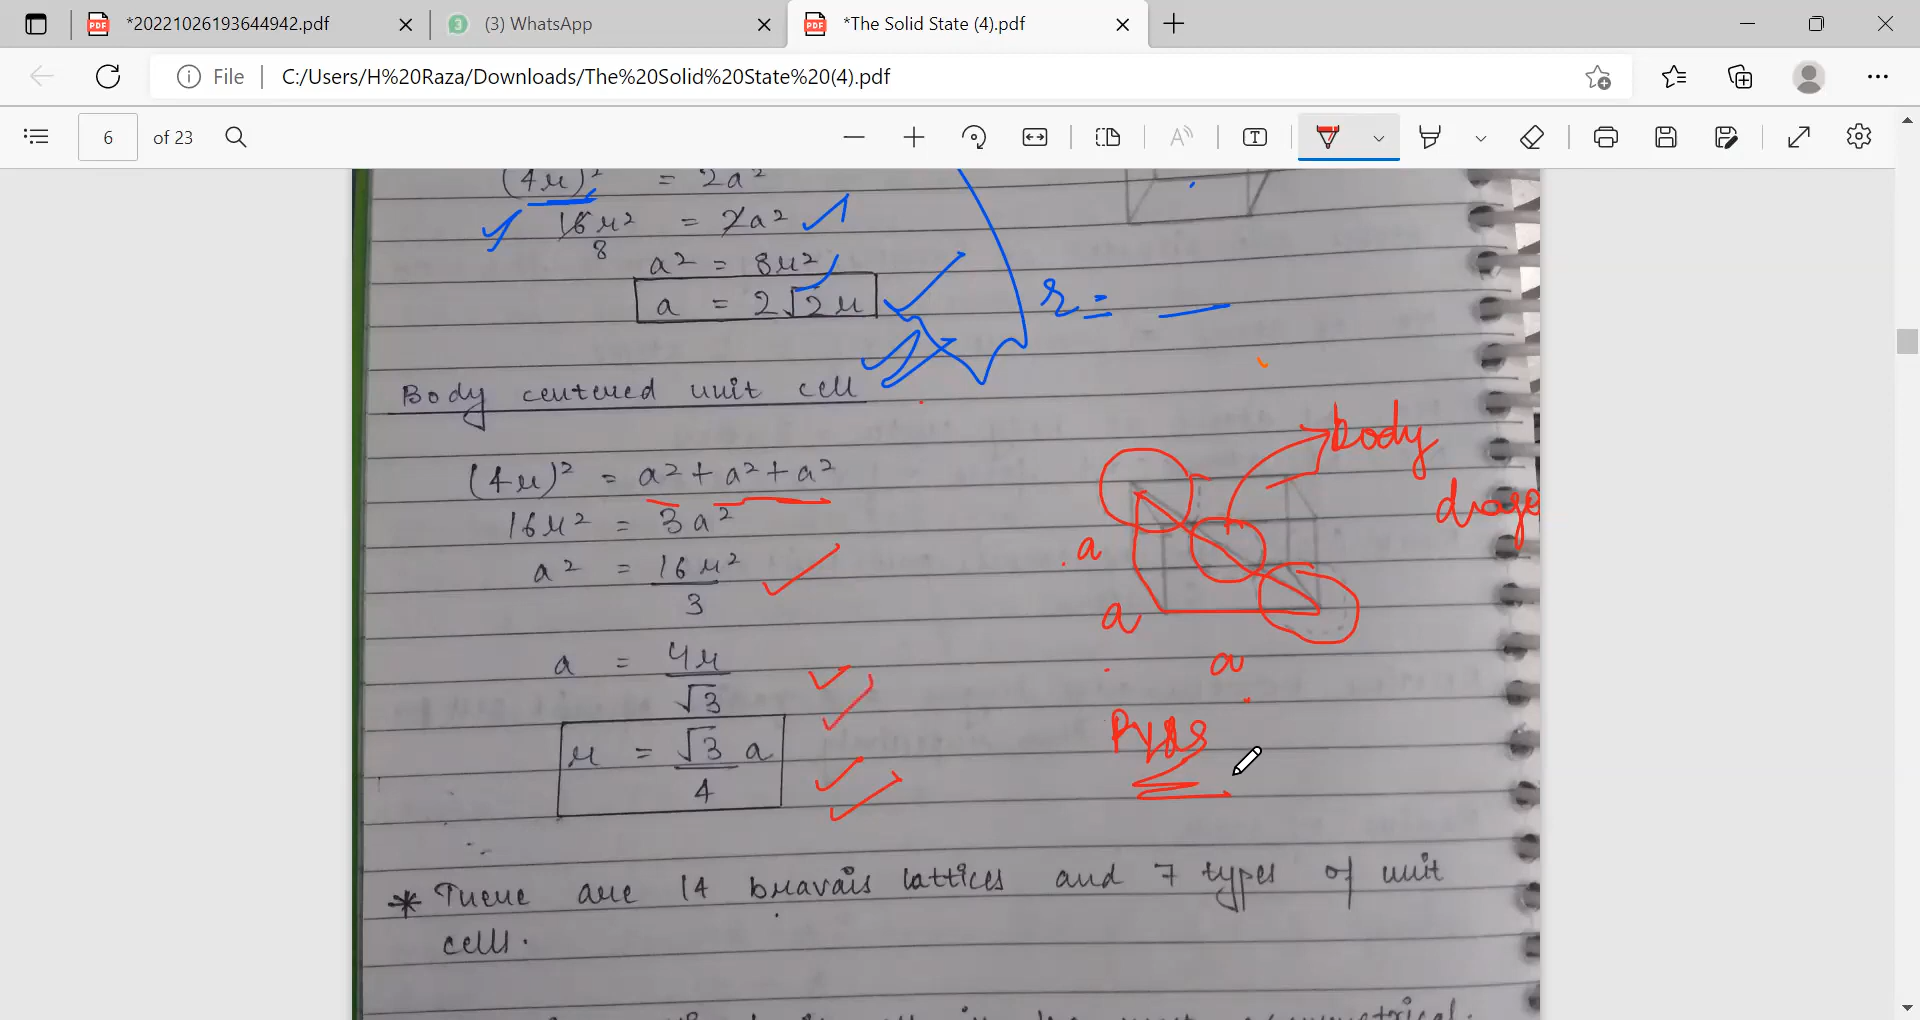 *20221026193644942.pdf
(3) WhatsApp
*The Solid State (4).pdf
File
C:/Users/H%20Raza/Downloads/The%20Solid%20State%20(4).pdf
6 of 23
(4r)² = 2a²
16r² = 2a²
8
a² = 8r²
a = 2√2r
r =
Body centered unit cell
body
(4r)² = a² + a² + a²
16r² = 3a²
a² = 16r²
3
a
a
a
a = 4r
√3
r = √3 a
4
* There are 14 bravais lattices and 7 types of unit
cell.